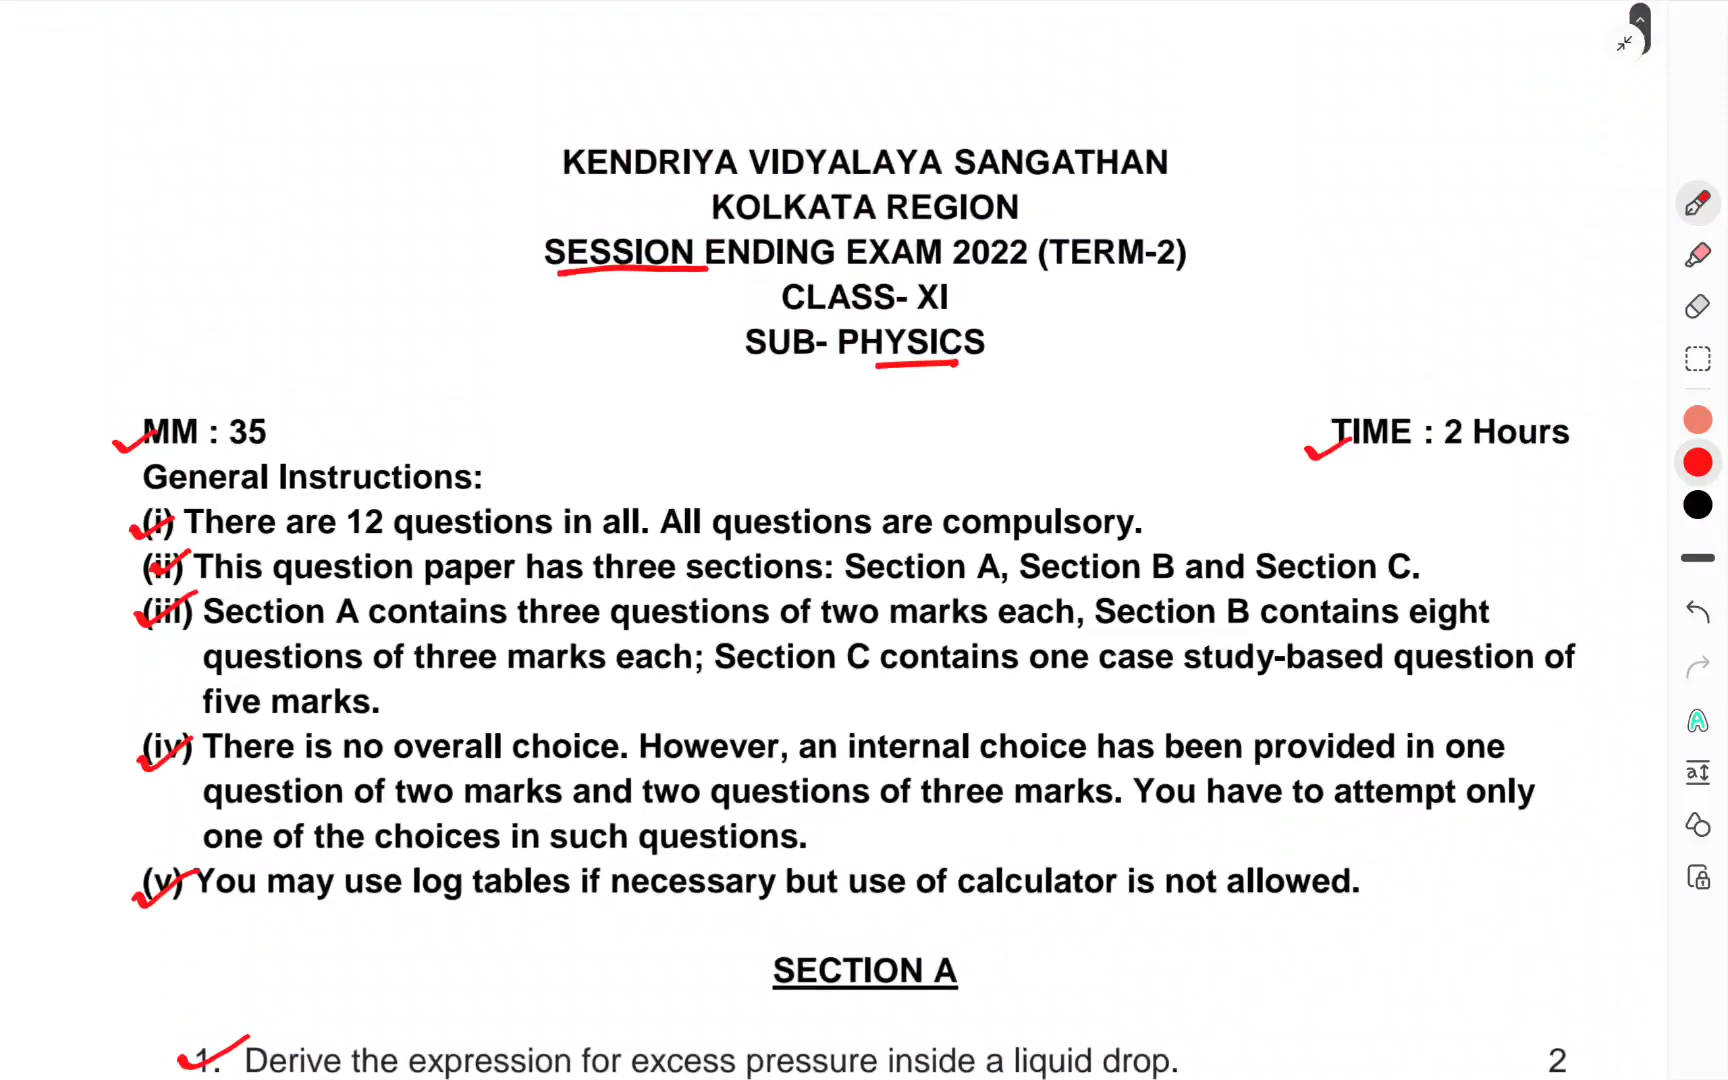 KENDRIYA VIDYALAYA SANGATHAN
KOLKATA REGION
SESSION ENDING EXAM 2022 (TERM-2)
CLASS- XI
SUB- PHYSICS
MM : 35 TIME : 2 Hours
General Instructions:
(i) There are 12 questions in all. All questions are compulsory.
(ii) This question paper has three sections: Section A, Section B and Section C.
(iii) Section A contains three questions of two marks each, Section B contains eight
questions of three marks each; Section C contains one case study-based question of
five marks.
(iv) There is no overall choice. However, an internal choice has been provided in one
question of two marks and two questions of three marks. You have to attempt only
one of the choices in such questions.
(v) You may use log tables if necessary but use of calculator is not allowed.
SECTION A
1. Derive the expression for excess pressure inside a liquid drop. 2